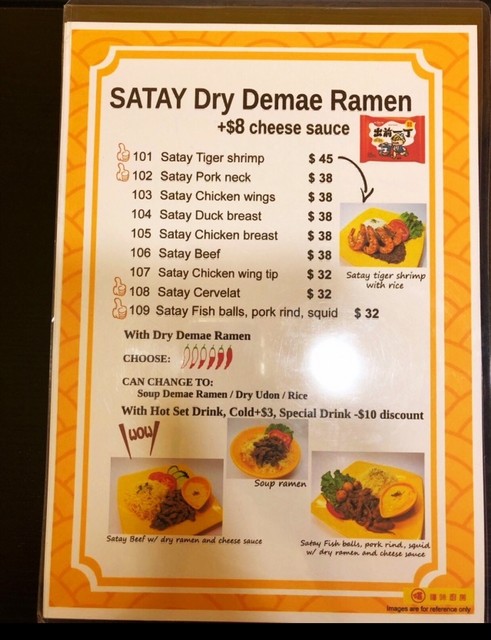 SATAY Dry Demae Ramen
+$8 cheese sauce
出前一丁
101 Satay Tiger shrimp $ 45
102 Satay Pork neck $ 38
103 Satay Chicken wings $ 38
104 Satay Duck breast $ 38
105 Satay Chicken breast $ 38
106 Satay Beef $ 38
107 Satay Chicken wing tip $ 32
108 Satay Cervelat $ 32
109 Satay Fish balls, pork rind, squid $ 32
Satay tiger shrimp
with rice
With Dry Demae Ramen
CHOOSE:
CAN CHANGE TO:
Soup Demae Ramen / Dry Udon / Rice
With Hot Set Drink, Cold+$3, Special Drink -$10 discount
WOW
Soup ramen
Satay Beef w/ dry ramen and cheese sauce
Satay Fish balls, pork rind, squid
w/ dry ramen and cheese sauce
Images are for reference only